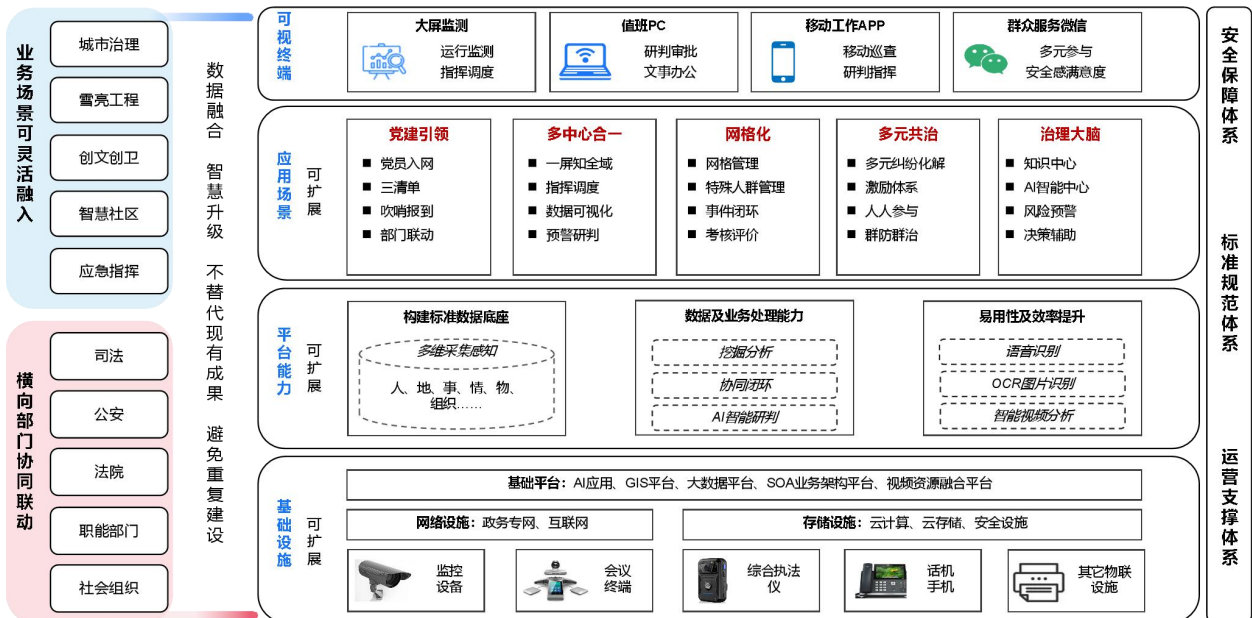 业务场景可灵活融入
城市治理
雪亮工程
创文创卫
智慧社区
应急指挥
横向部门协同联动
司法
公安
法院
职能部门
社会组织
数据融合 智慧升级 不替代现有成果 避免重复建设
可视终端
大屏监测
运行监测
指挥调度
值班PC
研判审批
文事办公
移动工作APP
移动巡查
研判指挥
群众服务微信
多元参与
安全感满意度
应用场景
可扩展
党建引领
■ 党员入网
■ 三清单
■ 吹哨报到
■ 部门联动
多中心合一
■ 一屏知全域
■ 指挥调度
■ 数据可视化
■ 预警研判
网格化
■ 网格管理
■ 特殊人群管理
■ 事件闭环
■ 考核评价
多元共治
■ 多元纠纷化解
■ 激励体系
■ 人人参与
■ 群防群治
治理大脑
■ 知识中心
■ AI智能中心
■ 风险预警
■ 决策辅助
平台能力
可扩展
构建标准数据底座
多维采集感知
人、地、事、情、物、
组织……
数据及业务处理能力
挖掘分析
协同闭环
AI智能研判
易用性及效率提升
语音识别
OCR图片识别
智能视频分析
基础设施
可扩展
基础平台：AI应用、GIS平台、大数据平台、SOA业务架构平台、视频资源融合平台
网络设施：政务专网、互联网
存储设施：云计算、云存储、安全设施
监控
设备
会议
终端
综合执法
仪
话机
手机
其它物联
设施
安全保障体系
标准规范体系
运营支撑体系